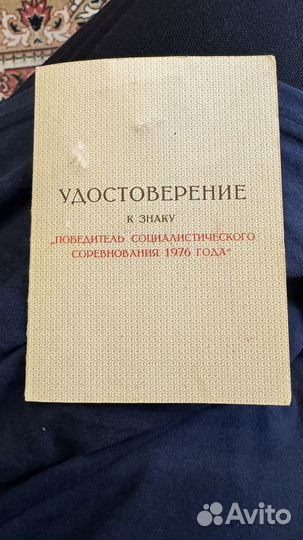 УДОСТОВЕРЕНИЕ
К ЗНАКУ
„ПОБЕДИТЕЛЬ СОЦИАЛИСТИЧЕСКОГО
СОРЕВНОВАНИЯ 1976 ГОДА“
Avito